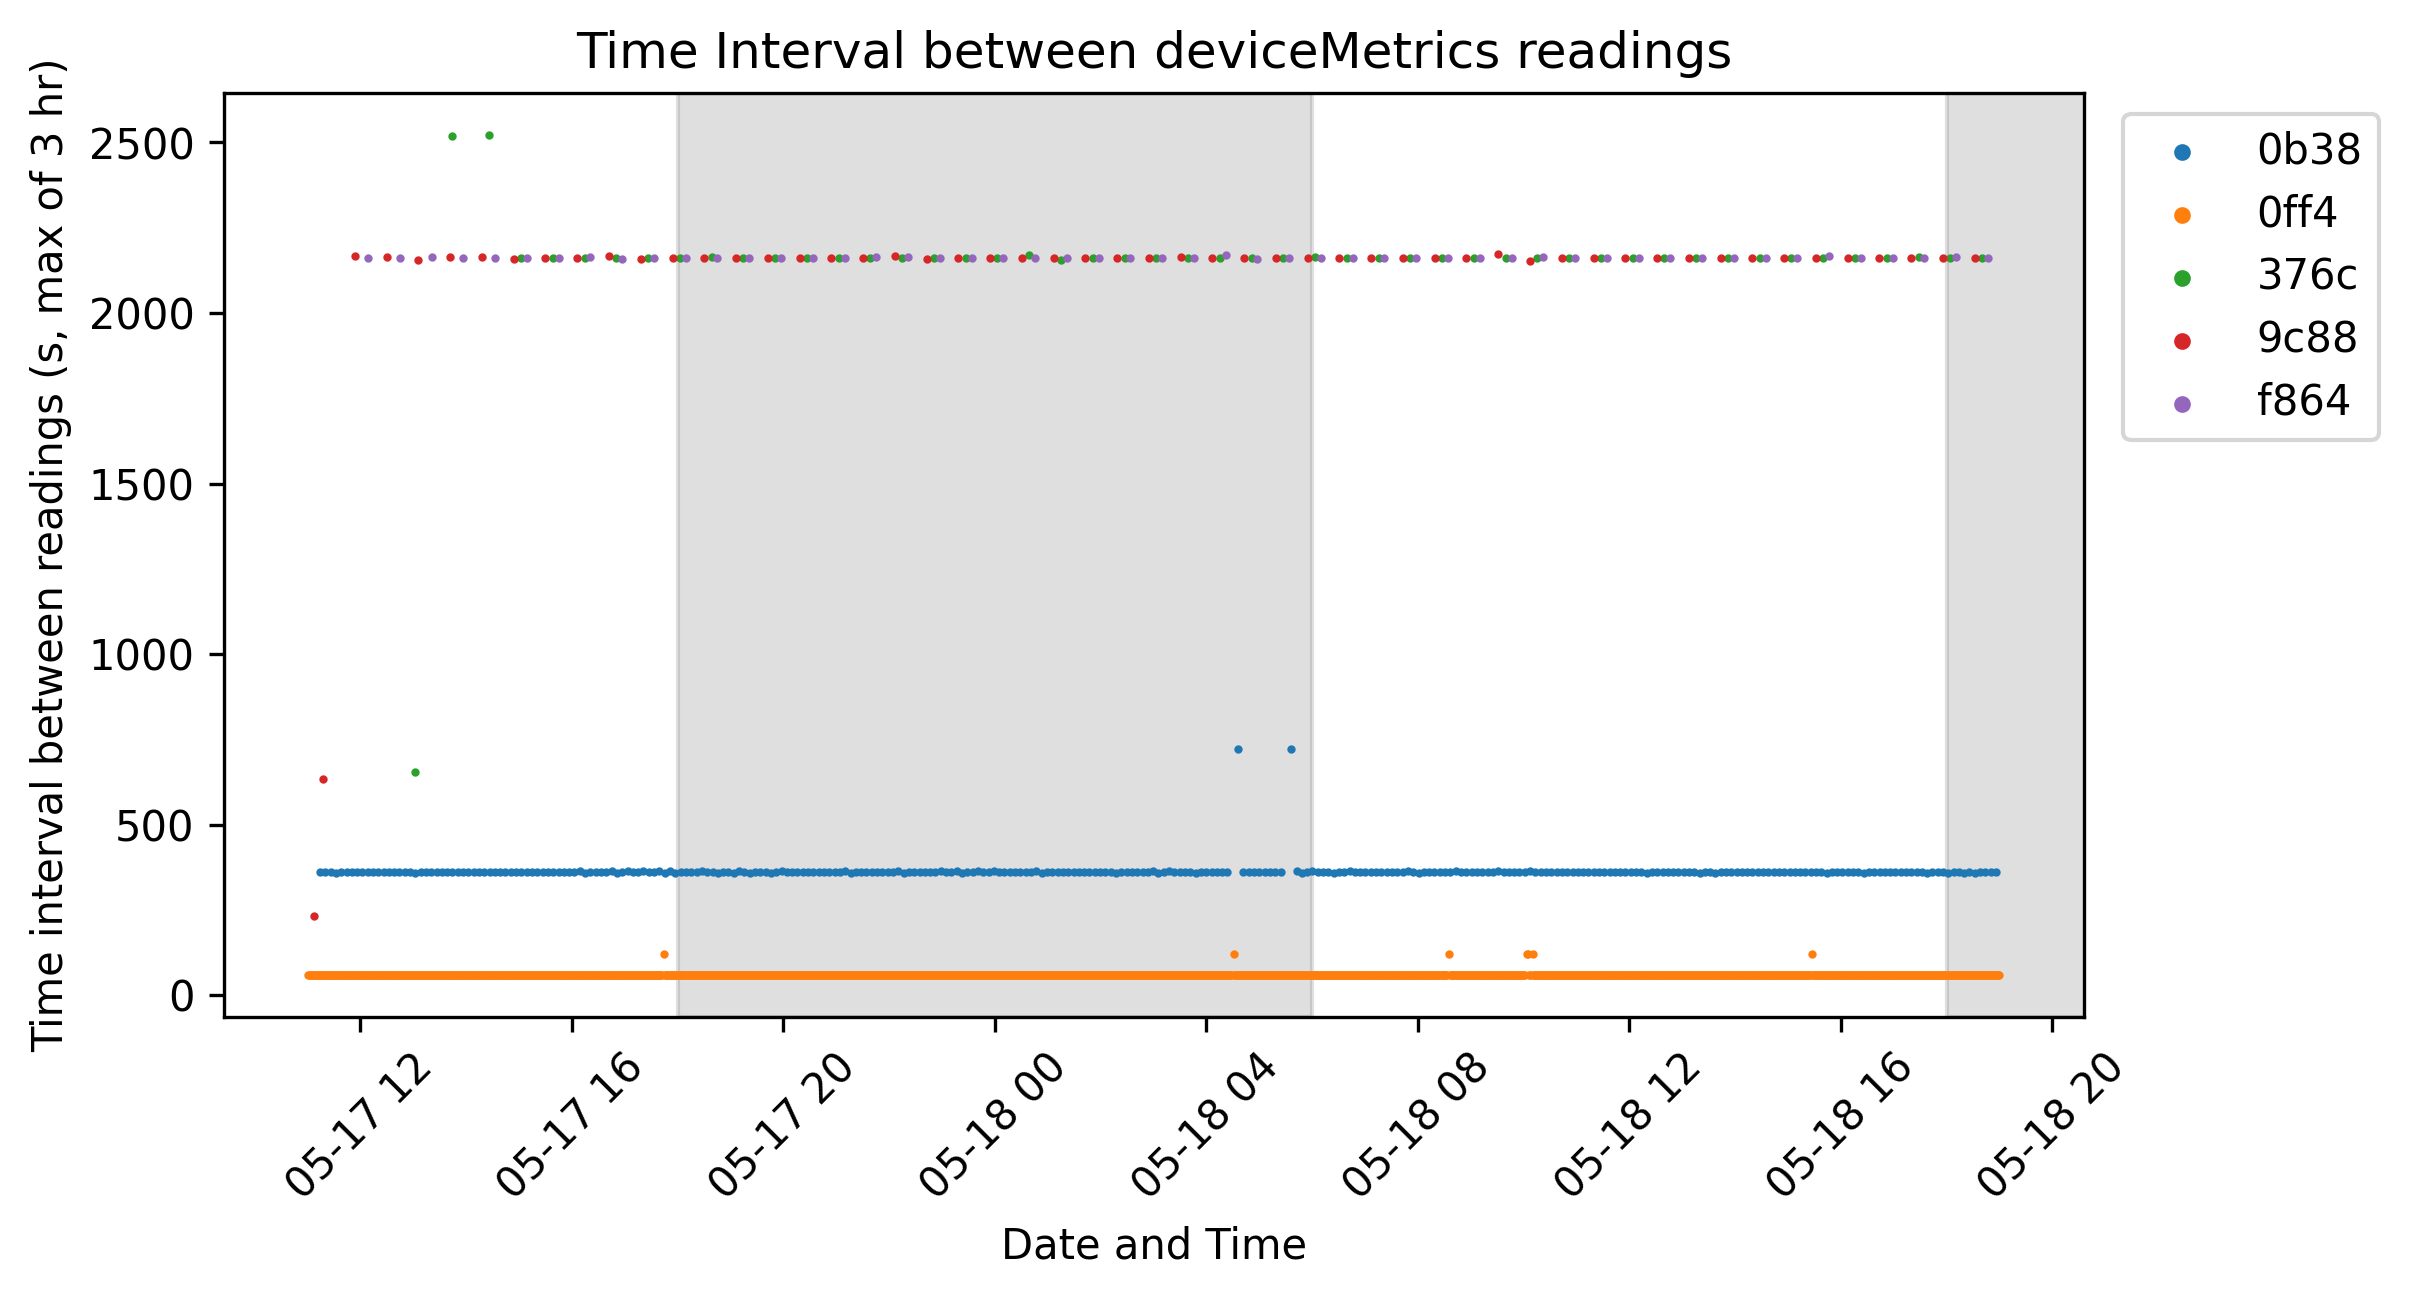 Time Interval between deviceMetrics readings
Time interval between readings (s, max of 3 hr)
2500
2000
1500
1000
500
0
05-17 12
05-17 16
05-17 20
05-18 00
05-18 04
05-18 08
05-18 12
05-18 16
05-18 20
Date and Time
0b38
0ff4
376c
9c88
f864